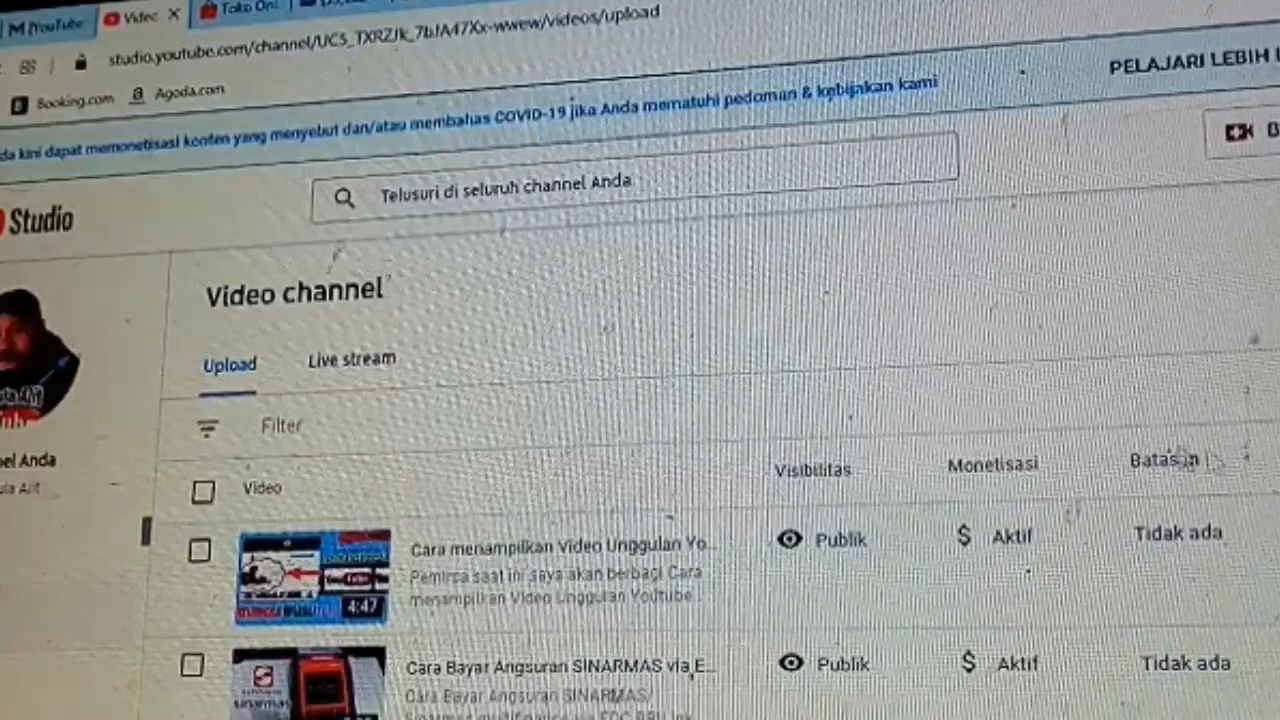 YouTube
Video
Toko Onl
studio.youtube.com/channel/UC5_TXRZJk_7bJA47Xx-wwew/videos/upload
Booking.com
Agoda.com
da kini dapat memonetisasi konten yang menyebut dan/atau membahas COVID-19 jika Anda mematuhi pedoman & kebijakan kami
PELAJARI LEBIH
Studio
Telusuri di seluruh channel Anda
Video channel
Upload
Live stream
Filter
nel Anda
Video
Visibilitas
Monetisasi
Batasan
Cara menampilkan Video Unggulan Yo...
Pemirsa saat ini saya akan berbagi Cara
menampilkan Video Unggulan Youtube...
4:47
Publik
$ Aktif
Tidak ada
Cara Bayar Angsuran SINARMAS via E...
Cara Bayar Angsuran SINARMAS/
sinarmas
Publik
$ Aktif
Tidak ada